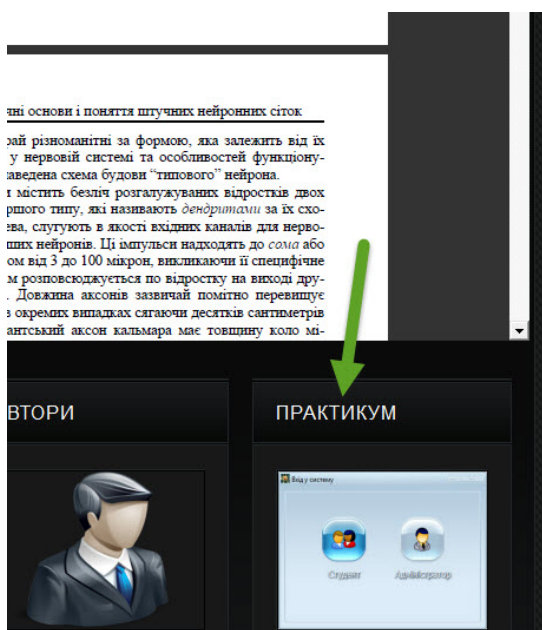 чні основи і поняття штучних нейронних сіток
рай різноманітні за формою, яка залежить від їх
у нервовій системі та особливостей функціону-
аведена схема будови “типового” нейрона.
и містить безліч розгалужуваних відростків двох
ршого типу, які називають дендритами за їх схо-
ева, слугують в якості вхідних каналів для нерво-
нших нейронів. Ці імпульси надходять до сома або
ом від 3 до 100 мікрон, викликаючи її специфічне
м розповсюджується по відростку на виході дру-
. Довжина аксонів зазвичай помітно перевищує
в окремих випадках сягаючи десятків сантиметрів
антський аксон кальмара має товщину коло мі-
ВТОРИ
ПРАКТИКУМ
Вхід у систему
Студент
Адміністратор